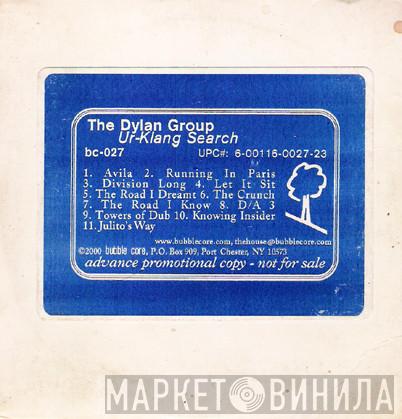 The Dylan Group
Ur-Klang Search
bc-027 UPC#: 6-00116-0027-23
1. Avila 2. Running In Paris
3. Division Long 4. Let It Sit
5. The Road I Dreamt 6. The Crunch
7. The Road I Know 8. D/A 3
9. Towers of Dub 10. Knowing Insider
11. Julito's Way
www.bubblecore.com, thehouse@bubblecore.com
©2000 bubble core, P.O. Box 909, Port Chester, NY 10573
advance promotional copy - not for sale
МАРКЕТ ВИНИЛА